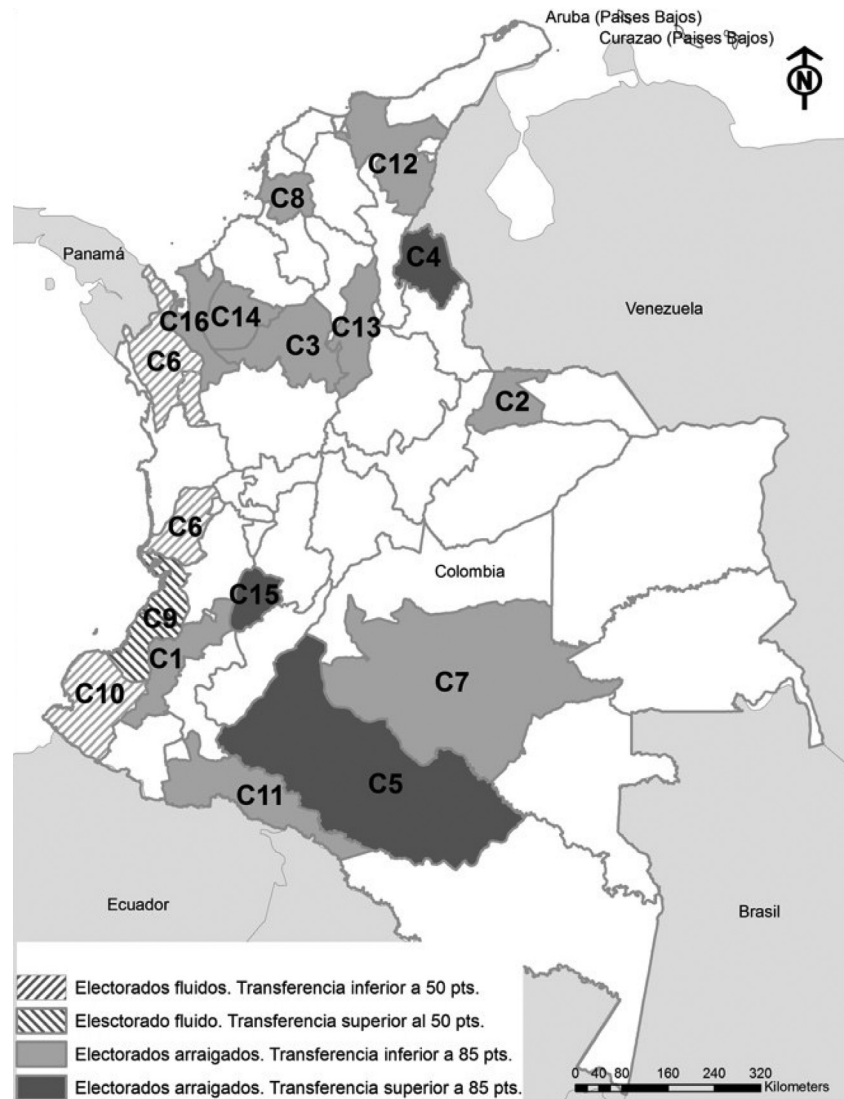 Aruba (Paises Bajos)
Curazao (Paises Bajos)
N
C12
C8
Panamá
C4
Venezuela
C16
C14
C13
C3
C6
C2
C6
Colombia
C15
C9
C1
C7
C10
C5
C11
Ecuador
Brasil
Electorados fluidos. Transferencia inferior a 50 pts.
Elesctorado fluido. Transferencia superior al 50 pts.
Electorados arraigados. Transferencia inferior a 85 pts.
Electorados arraigados. Transferencia superior a 85 pts.
0 40 80 160 240 320
Kilometers